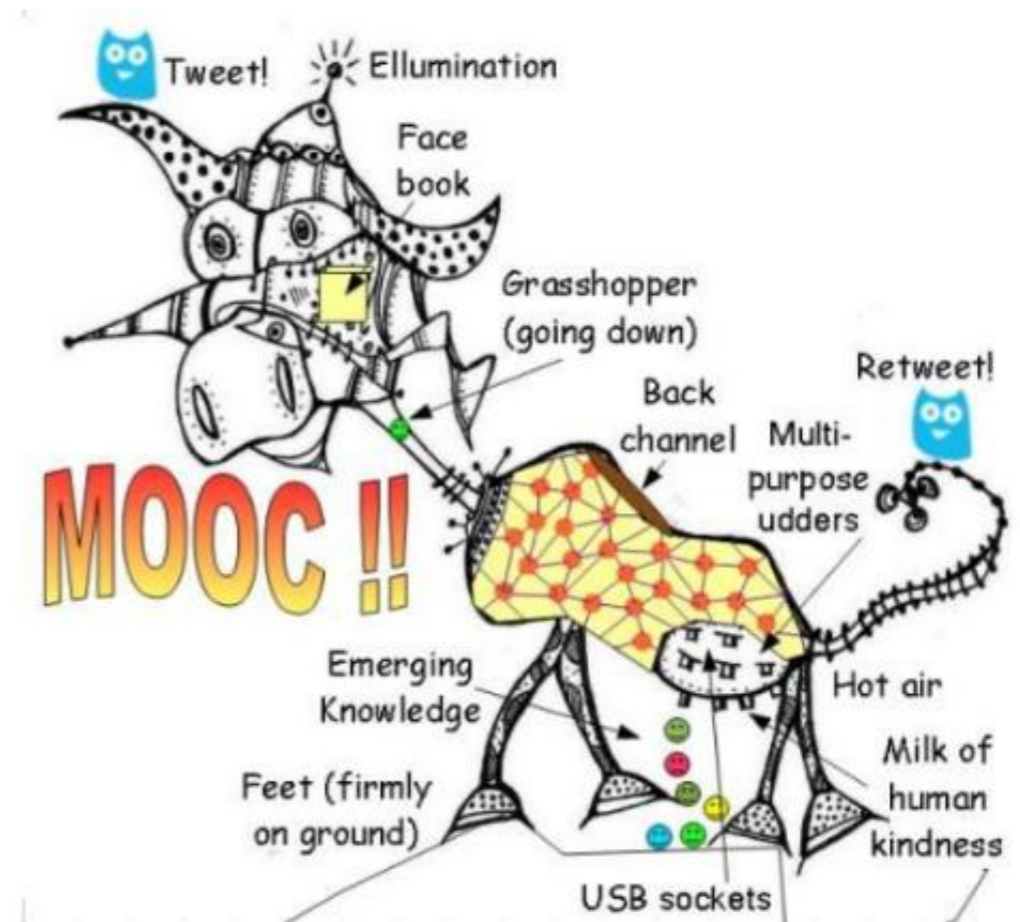 Tweet!
Ellumination
Face
book
Grasshopper
(going down)
Retweet!
Back
channel
Multi-
purpose
udders
MOOC !!
Emerging
Knowledge
Hot air
Feet (firmly
on ground)
Milk of
human
kindness
USB sockets